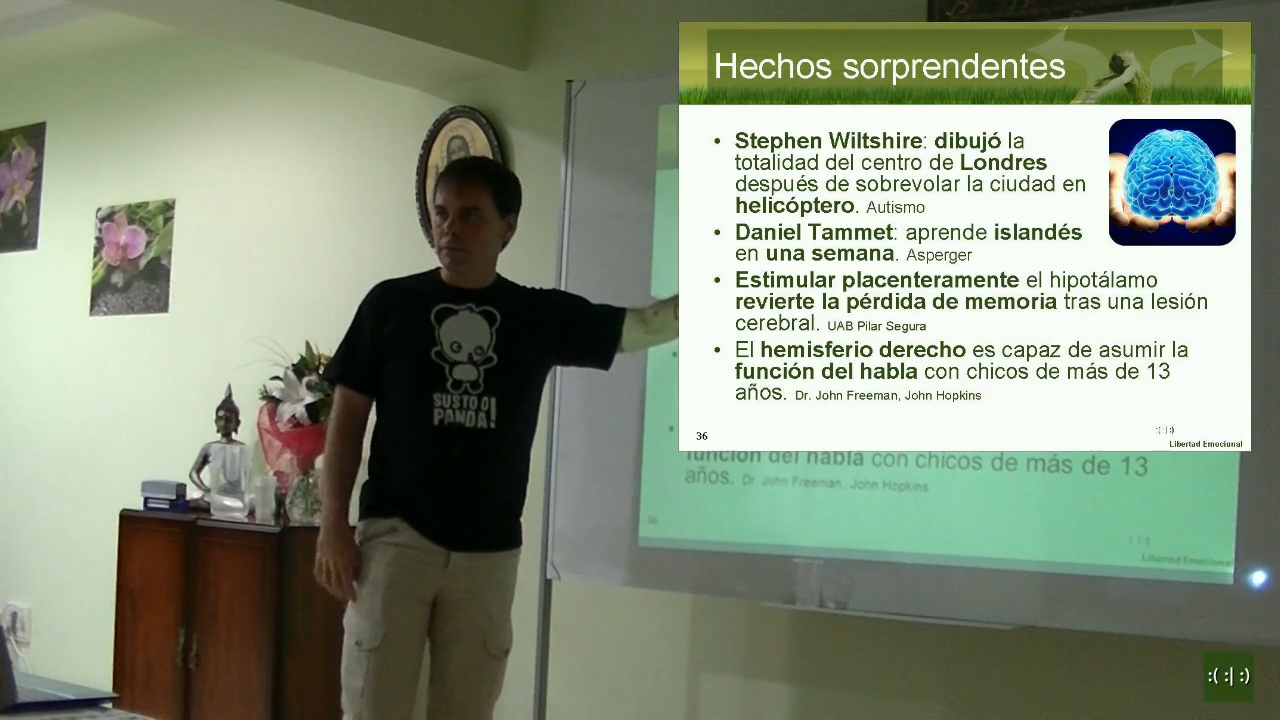 Hechos sorprendentes
• Stephen Wiltshire: dibujó la
totalidad del centro de Londres
después de sobrevolar la ciudad en
helicóptero. Autismo
• Daniel Tammet: aprende islandés
en una semana. Asperger
• Estimular placenteramente el hipotálamo
revierte la pérdida de memoria tras una lesión
cerebral. UAB Pilar Segura
• El hemisferio derecho es capaz de asumir la
función del habla con chicos de más de 13
años. Dr. John Freeman, John Hopkins
36
:(:|:)
Libertad Emocional
función del habla con chicos de más de 13
años. Dr. John Freeman, John Hopkins
36
Libertad Emocional
SUSTO O
PANDA!
:( :| :)